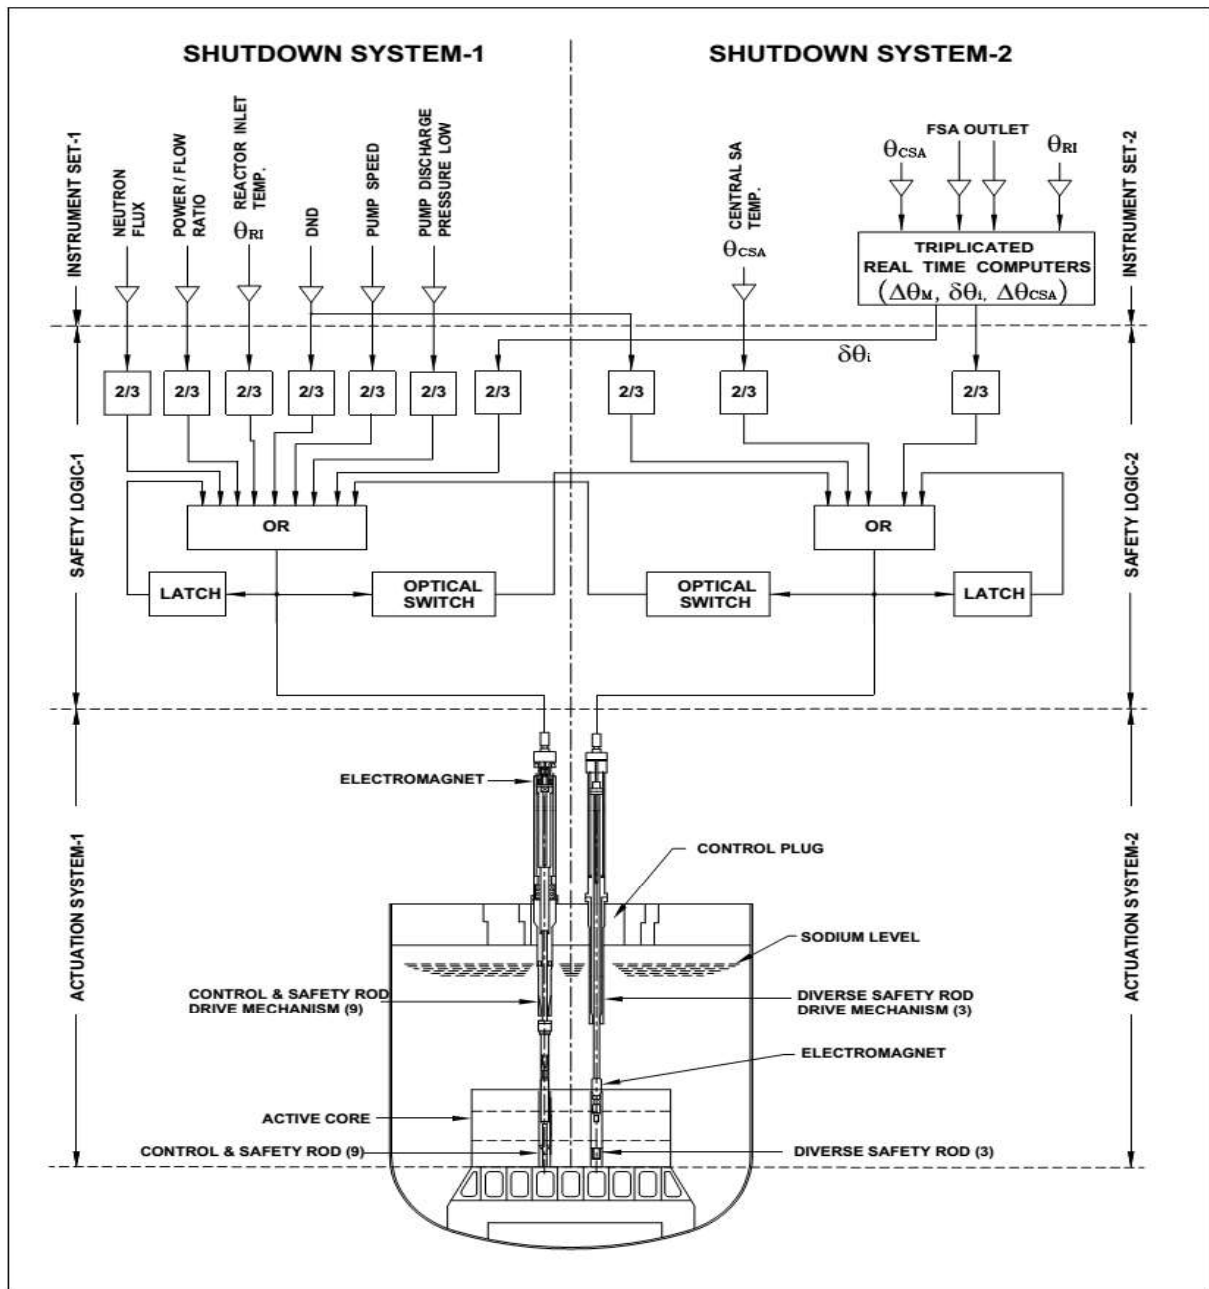 SHUTDOWN SYSTEM-1
SHUTDOWN SYSTEM-2
INSTRUMENT SET-1
NEUTRON
FLUX
POWER / FLOW
RATIO
REACTOR INLET
TEMP.
θRI
DND
PUMP SPEED
PUMP DISCHARGE
PRESSURE LOW
CENTRAL SA
TEMP.
θCSA
θCSA
FSA OUTLET
θRI
INSTRUMENT SET-2
TRIPLICATED
REAL TIME COMPUTERS
(ΔθM, δθi, ΔθCSA)
δθi
2/3
2/3
2/3
2/3
2/3
2/3
2/3
2/3
2/3
2/3
SAFETY LOGIC-1
SAFETY LOGIC-2
OR
OR
LATCH
OPTICAL
SWITCH
OPTICAL
SWITCH
LATCH
ACTUATION SYSTEM-1
ACTUATION SYSTEM-2
ELECTROMAGNET
CONTROL PLUG
SODIUM LEVEL
CONTROL & SAFETY ROD
DRIVE MECHANISM (9)
DIVERSE SAFETY ROD
DRIVE MECHANISM (3)
ELECTROMAGNET
ACTIVE CORE
CONTROL & SAFETY ROD (9)
DIVERSE SAFETY ROD (3)